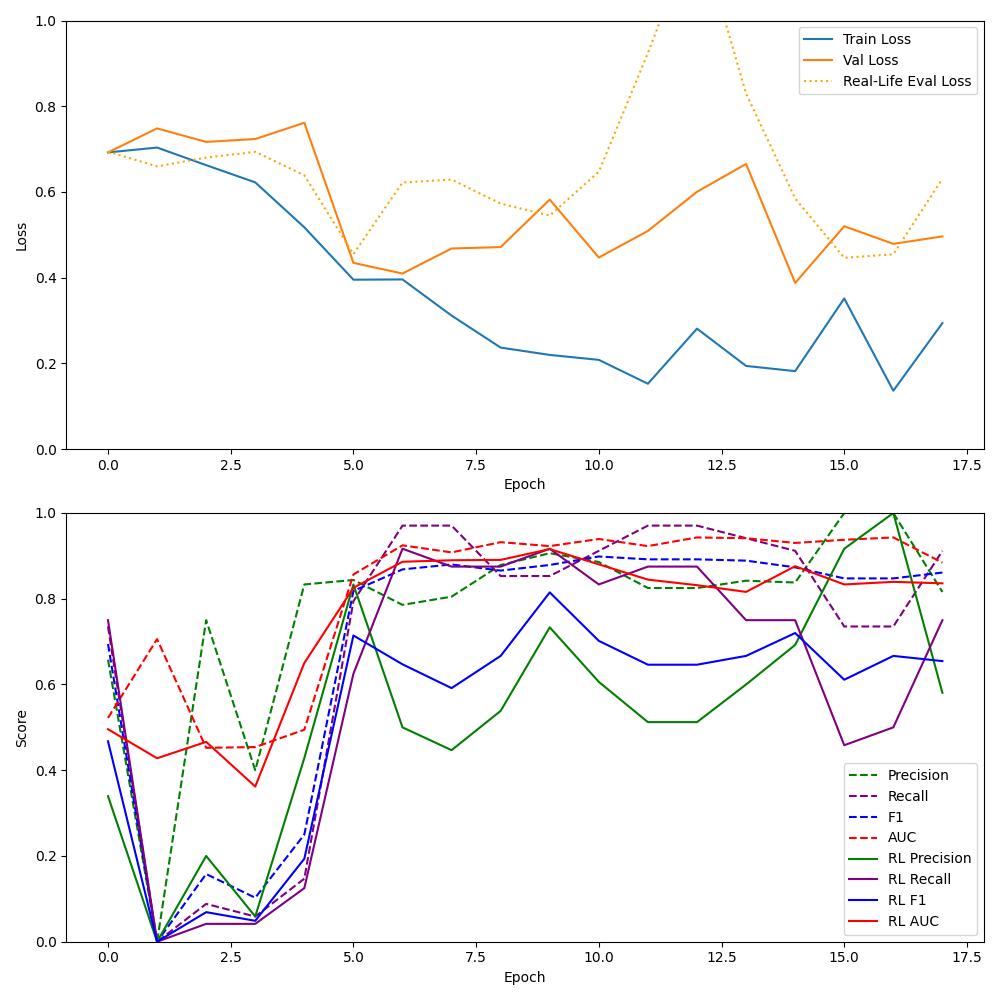 1.0
0.8
0.6
0.4
0.2
0.0
Loss
Train Loss
Val Loss
Real-Life Eval Loss
0.0 2.5 5.0 7.5 10.0 12.5 15.0 17.5
Epoch
1.0
0.8
0.6
0.4
0.2
0.0
Score
Precision
Recall
F1
AUC
RL Precision
RL Recall
RL F1
RL AUC
0.0 2.5 5.0 7.5 10.0 12.5 15.0 17.5
Epoch